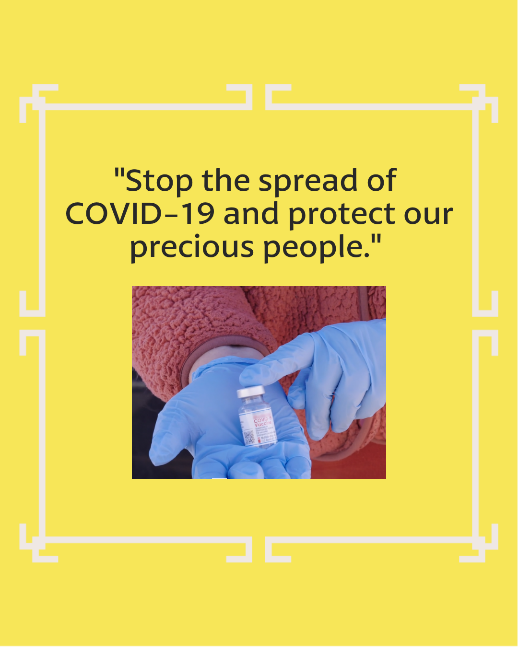 "Stop the spread of
COVID-19 and protect our
precious people."